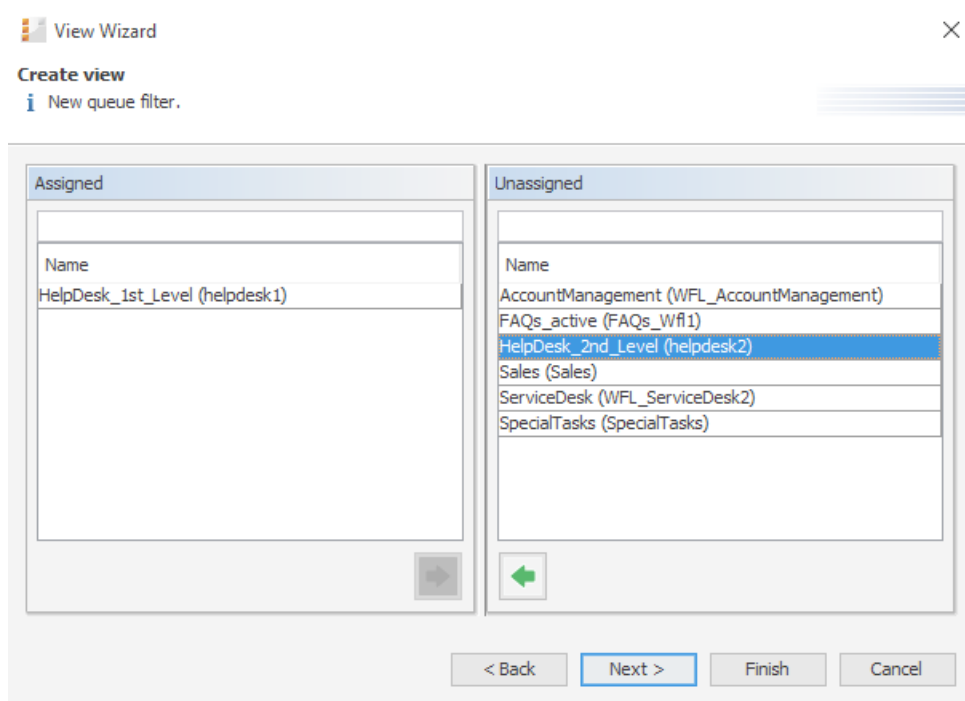 View Wizard
Create view
New queue filter.
Assigned
Name
HelpDesk_1st_Level (helpdesk1)
Unassigned
Name
AccountManagement (WFL_AccountManagement)
FAQs_active (FAQs_Wfl1)
HelpDesk_2nd_Level (helpdesk2)
Sales (Sales)
ServiceDesk (WFL_ServiceDesk2)
SpecialTasks (SpecialTasks)
< Back
Next >
Finish
Cancel